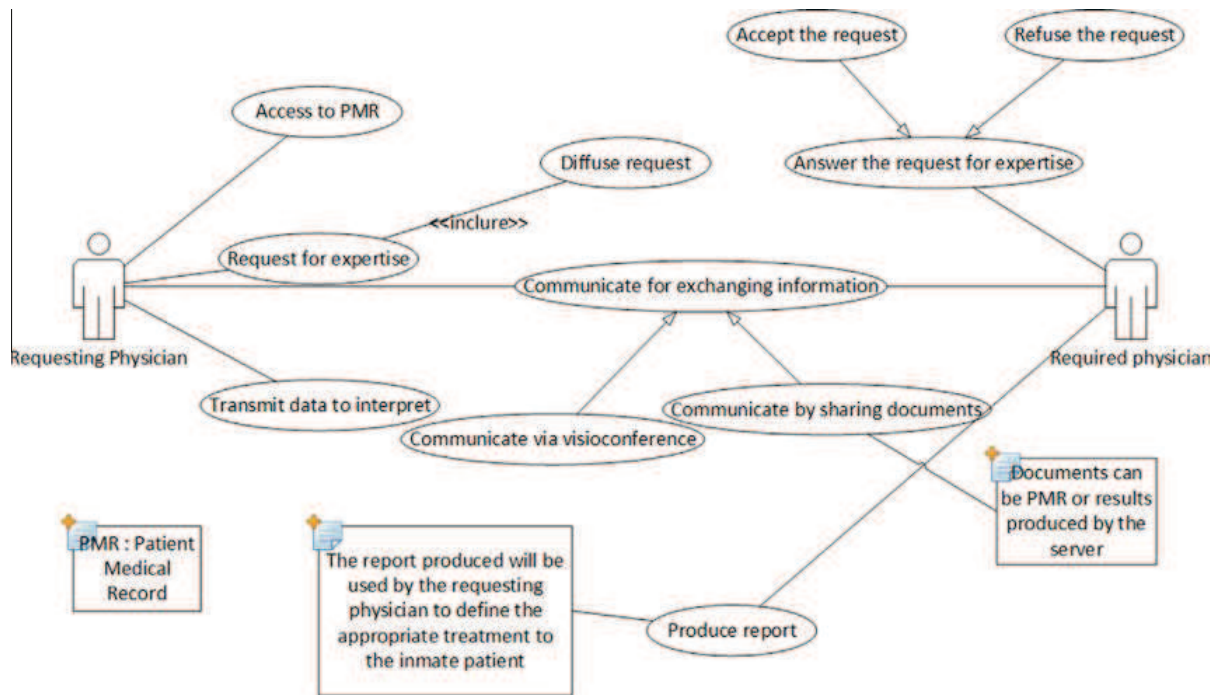 Accept the request
Refuse the request
Access to PMR
Diffuse request
Answer the request for expertise
<<inclure>>
Request for expertise
Communicate for exchanging information
Requesting Physician
Required physician
Transmit data to interpret
Communicate by sharing documents
Communicate via visioconference
Documents can
be PMR or results
produced by the
server
PMR : Patient
Medical
Record
The report produced will be
used by the requesting
physician to define the
appropriate treatment to
the inmate patient
Produce report